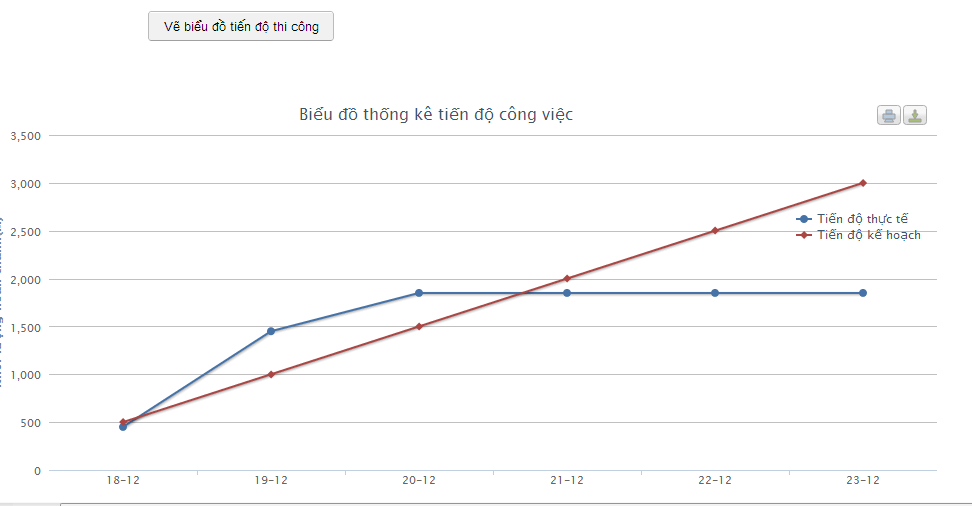 Vẽ biểu đồ tiến độ thi công
Biểu đồ thống kê tiến độ công việc
3,500
3,000
2,500
2,000
1,500
1,000
500
0
Tiến độ thực tế
Tiến độ kế hoạch
18-12 19-12 20-12 21-12 22-12 23-12